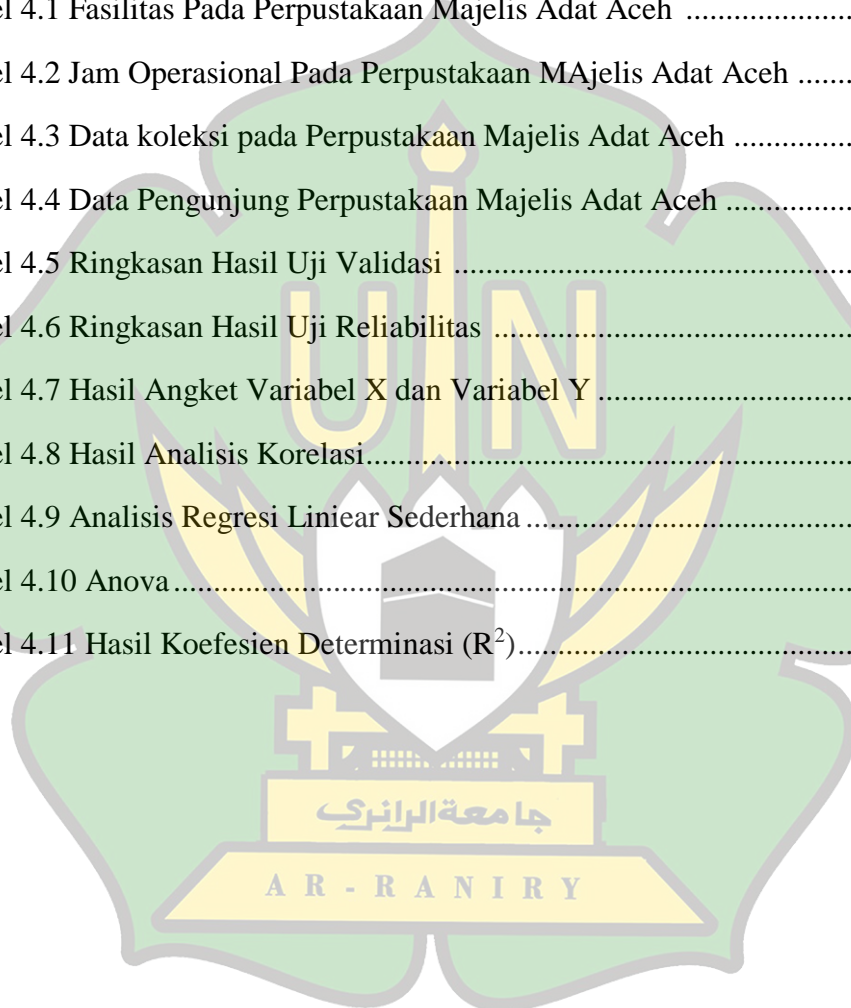 el 4.1 Fasilitas Pada Perpustakaan Majelis Adat Aceh ......................
el 4.2 Jam Operasional Pada Perpustakaan MAjelis Adat Aceh .......
el 4.3 Data koleksi pada Perpustakaan Majelis Adat Aceh ...............
el 4.4 Data Pengunjung Perpustakaan Majelis Adat Aceh ................
el 4.5 Ringkasan Hasil Uji Validasi ....................................................
el 4.6 Ringkasan Hasil Uji Reliabilitas ..............................................
el 4.7 Hasil Angket Variabel X dan Variabel Y ................................
el 4.8 Hasil Analisis Korelasi................................................................
el 4.9 Analisis Regresi Liniear Sederhana ..........................................
el 4.10 Anova...........................................................................................
el 4.11 Hasil Koefesien Determinasi (R²)..........................................
UIN
جامعةالرانري
AR-RANIRY